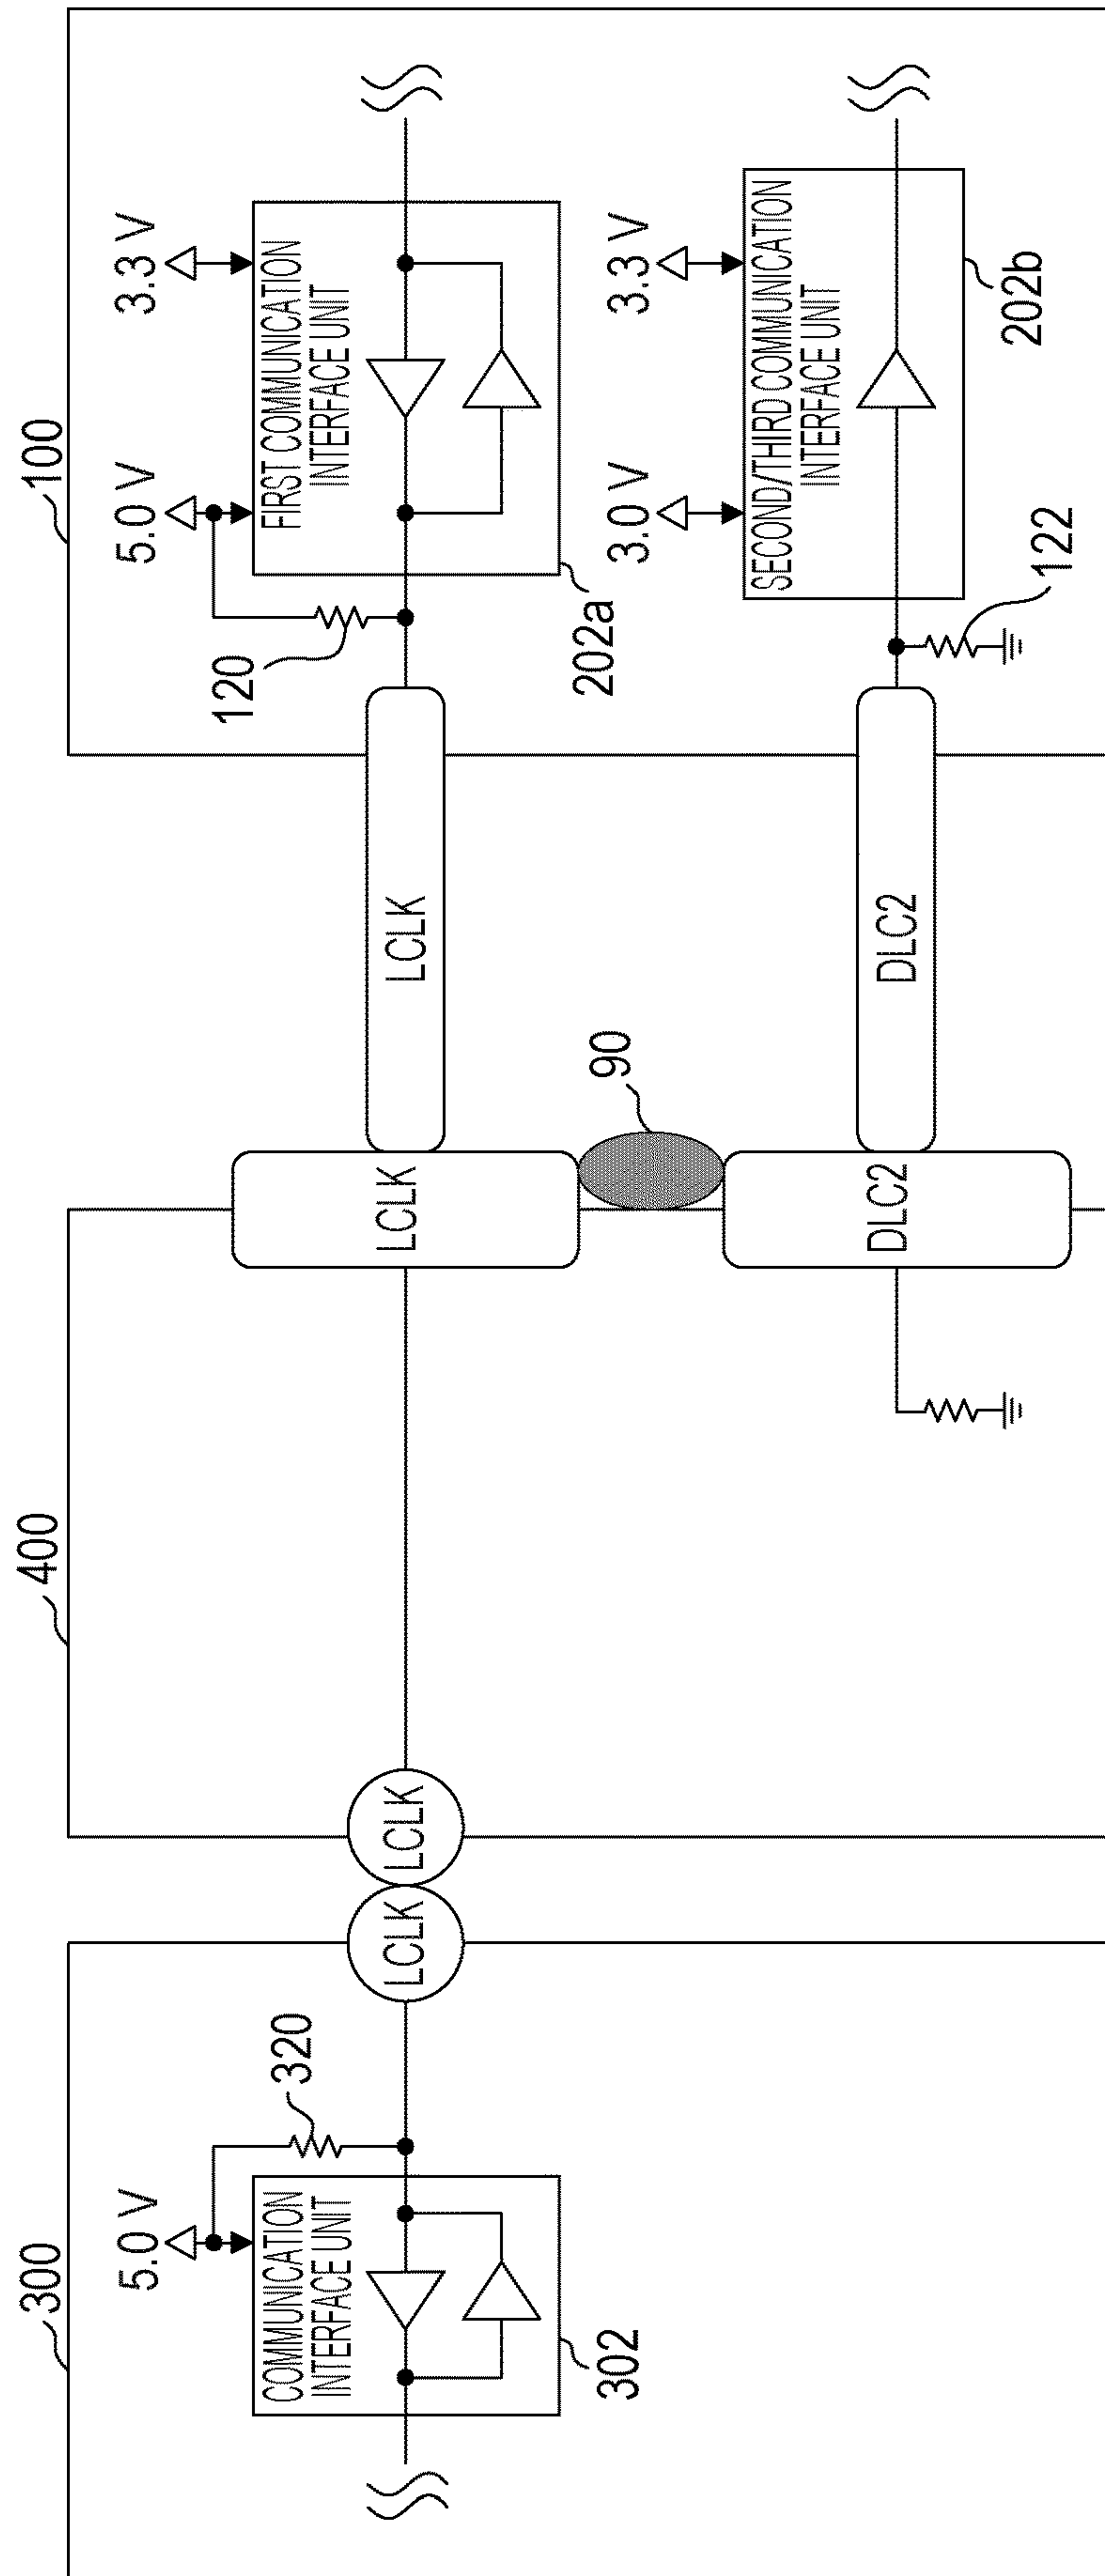 300
400
100
5.0 V
320
COMMUNICATION
INTERFACE UNIT
302
LCLK
LCLK
LCLK
LCLK
120
5.0 V
3.3 V
FIRST COMMUNICATION
INTERFACE UNIT
202a
90
DLC2
DLC2
3.0 V
3.3 V
SECOND/THIRD COMMUNICATION
INTERFACE UNIT
122
202b